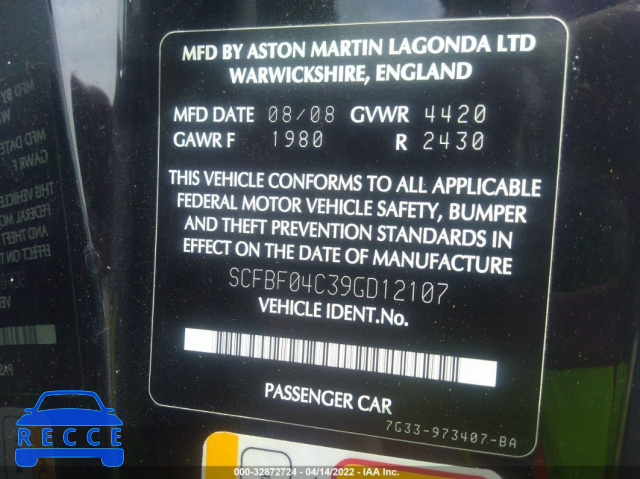 MFD BY ASTON MARTIN LAGONDA LTD
WARWICKSHIRE, ENGLAND
MFD DATE 08/08 GVWR 4420
GAWR F 1980 R 2430
THIS VEHICLE CONFORMS TO ALL APPLICABLE
FEDERAL MOTOR VEHICLE SAFETY, BUMPER
AND THEFT PREVENTION STANDARDS IN
EFFECT ON THE DATE OF MANUFACTURE
SCFBF04C39GD12107
VEHICLE IDENT.No.
PASSENGER CAR
7G33-973407-BA
RECCE
000-32872724 - 04/14/2022 - IAA Inc.